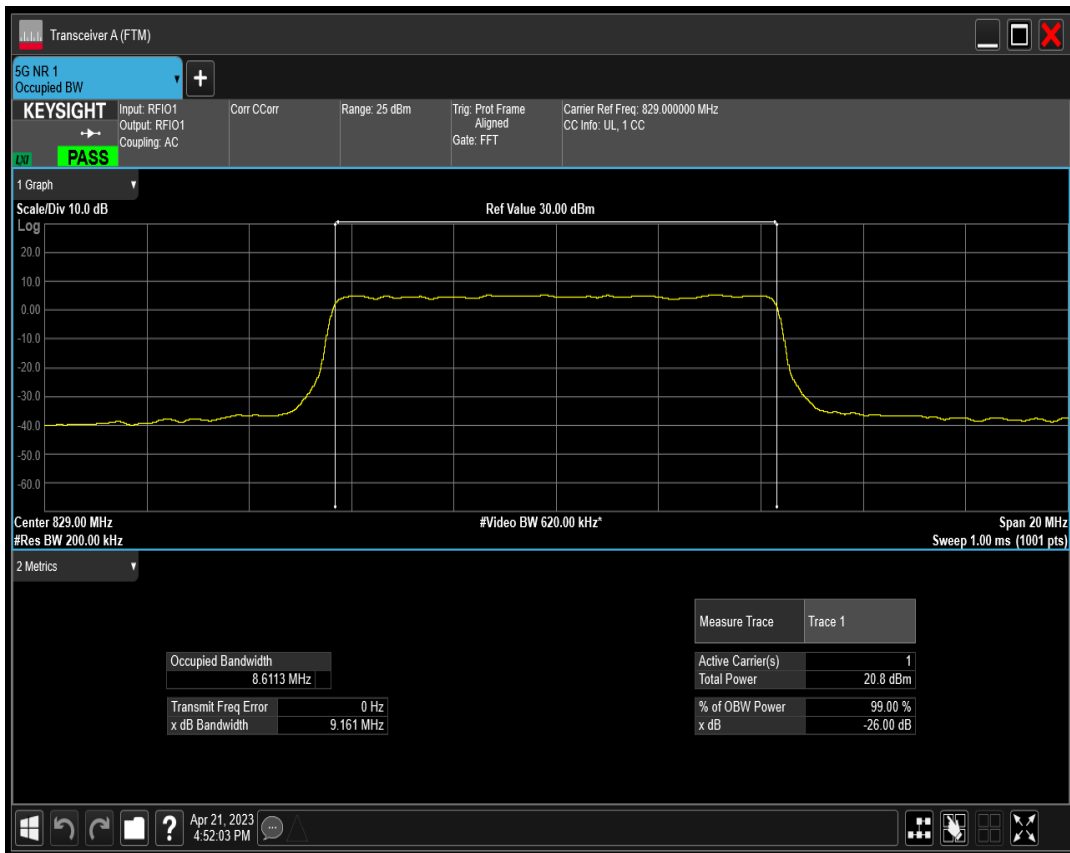 Transceiver A (FTM)
5G NR 1
Occupied BW
+
KEYSIGHT
LXI
PASS
Input: RFIO1
Output: RFIO1
Coupling: AC
Corr CCorr
Range: 25 dBm
Trig: Prot Frame
Aligned
Gate: FFT
Carrier Ref Freq: 829.000000 MHz
CC Info: UL, 1 CC
1 Graph
Scale/Div 10.0 dB
Ref Value 30.00 dBm
Log
20.0
10.0
0.00
-10.0
-20.0
-30.0
-40.0
-50.0
-60.0
Center 829.00 MHz
#Video BW 620.00 kHz*
Span 20 MHz
#Res BW 200.00 kHz
Sweep 1.00 ms (1001 pts)
2 Metrics
Measure Trace Trace 1
Occupied Bandwidth
8.6113 MHz
Active Carrier(s) 1
Total Power 20.8 dBm
Transmit Freq Error 0 Hz
x dB Bandwidth 9.161 MHz
% of OBW Power 99.00 %
x dB -26.00 dB
?
Apr 21, 2023
4:52:03 PM